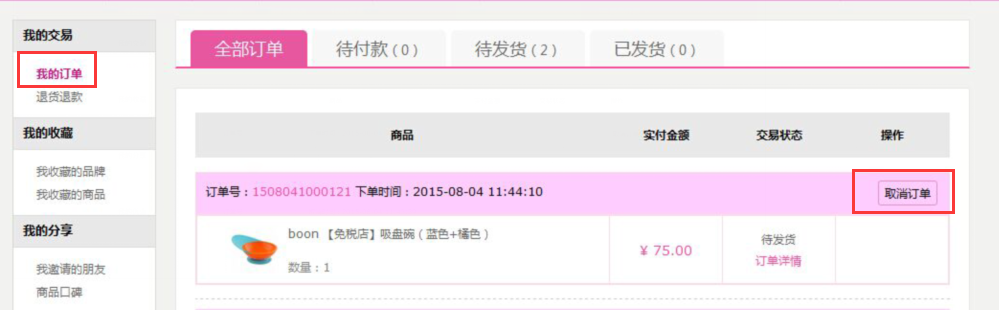 我的交易
我的订单
退货退款
我的收藏
我收藏的品牌
我收藏的商品
我的分享
我邀请的朋友
商品口碑
全部订单 待付款（0） 待发货（2） 已发货（0）
商品 实付金额 交易状态 操作
订单号：1508041000121 下单时间：2015-08-04 11:44:10 取消订单
boon 【免税店】吸盘碗（蓝色+橘色）
数量：1
¥ 75.00
待发货
订单详情